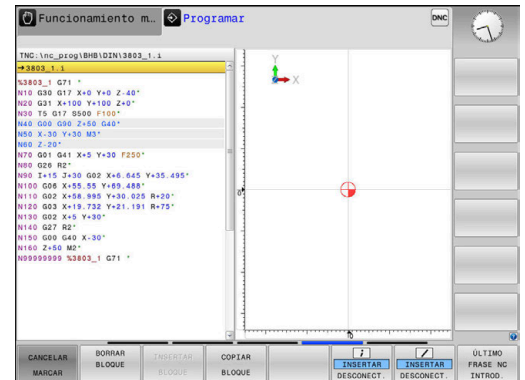 Funcionamiento m… Programar DNC
TNC:\nc_prog\BHB\DIN\3803_1.i
→3803_1.i
%3803_1 G71 *
N10 G30 G17 X+0 Y+0 Z-40*
N20 G31 X+100 Y+100 Z+0*
N30 T5 G17 S500 F100*
N40 G00 G90 Z+50 G40*
N50 X-30 Y+30 M3*
N60 Z-20*
N70 G01 G41 X+5 Y+30 F250*
N80 G26 R2*
N90 I+15 J+30 G02 X+6.645 Y+35.495*
N100 G06 X+55.55 Y+69.488*
N110 G02 X+58.995 Y+30.025 R+20*
N120 G03 X+19.732 Y+21.191 R+75*
N130 G02 X+5 Y+30*
N140 G27 R2*
N150 G00 G40 X-30*
N160 Z+50 M2*
N99999999 %3803_1 G71 *
Y
X
0
0
CANCELAR
MARCAR
BORRAR
BLOQUE
INSERTAR
BLOQUE
COPIAR
BLOQUE
INSERTAR
DESCONECT.
INSERTAR
DESCONECT.
ÚLTIMO
FRASE NC
INTROD.